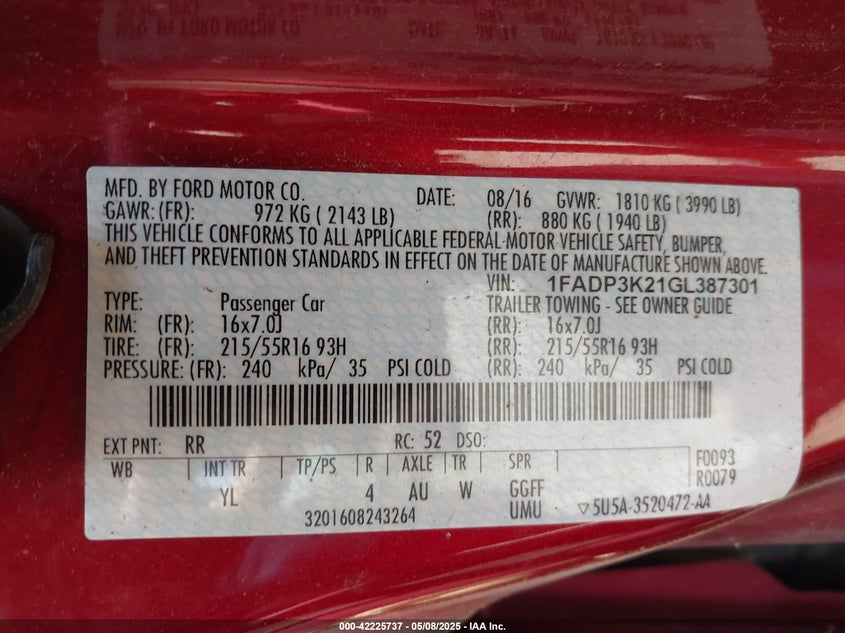 MFD. BY FORD MOTOR CO. DATE: 08/16 GVWR: 1810 KG ( 3990 LB)
GAWR: (FR): 972 KG ( 2143 LB) (RR): 880 KG ( 1940 LB)
THIS VEHICLE CONFORMS TO ALL APPLICABLE FEDERAL MOTOR VEHICLE SAFETY, BUMPER,
AND THEFT PREVENTION STANDARDS IN EFFECT ON THE DATE OF MANUFACTURE SHOWN ABOVE.
VIN: 1FADP3K21GL387301
TYPE: Passenger Car TRAILER TOWING - SEE OWNER GUIDE
RIM: (FR): 16x7.0J (RR): 16x7.0J
TIRE: (FR): 215/55R16 93H (RR): 215/55R16 93H
PRESSURE: (FR): 240 kPa/ 35 PSI COLD (RR): 240 kPa/ 35 PSI COLD
EXT PNT: RR RC: 52 DSO: F0093
WB INT TR TP/PS R AXLE TR SPR R0079
YL 4 AU W GGFF
3201608243264 UMU ▽5U5A-3520472-AA
000-42225737 - 05/08/2025 - IAA Inc.